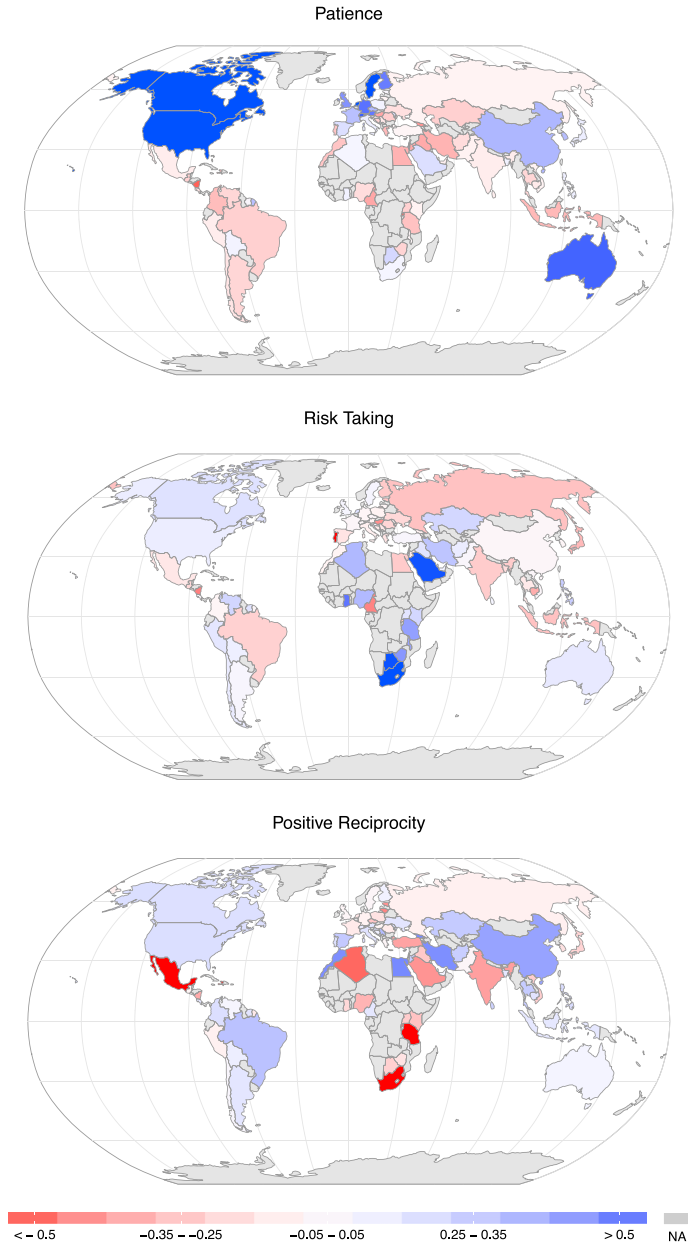 Patience
Risk Taking
Positive Reciprocity
< − 0.5 −0.35 − −0.25 −0.05 − 0.05 0.25 − 0.35 > 0.5 NA